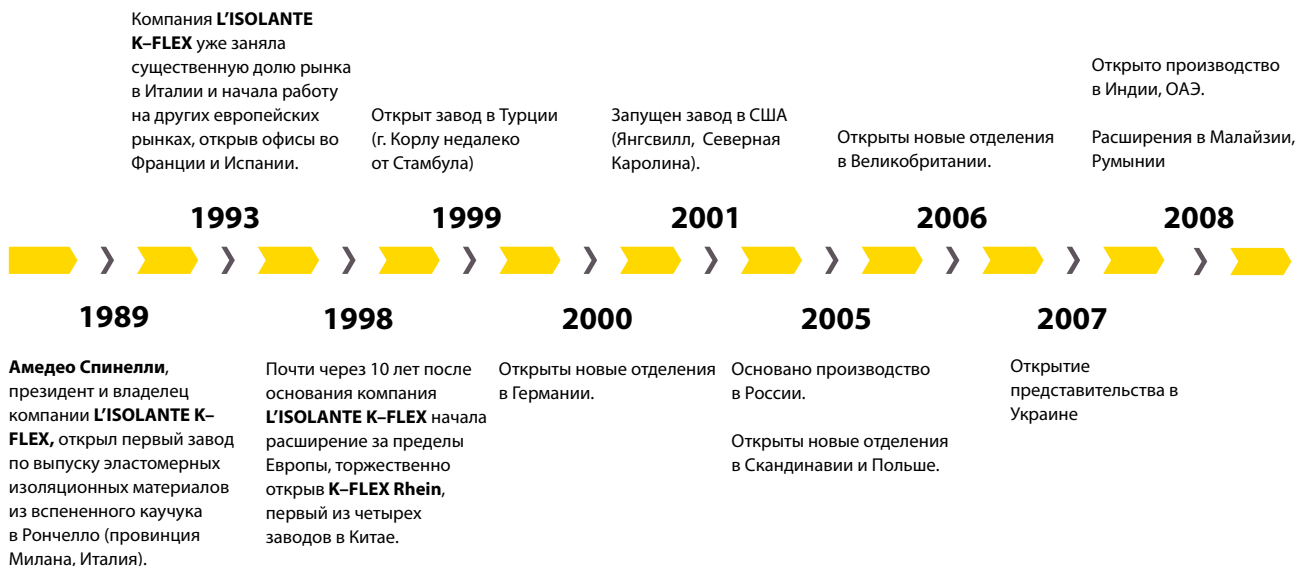 Компания L'ISOLANTE
K–FLEX уже заняла
существенную долю рынка
в Италии и начала работу
на других европейских
рынках, открыв офисы во
Франции и Испании.
Открыт завод в Турции
(г. Корлу недалеко
от Стамбула)
Запущен завод в США
(Янгсвилл, Северная
Каролина).
Открыты новые отделения
в Великобритании.
Открыто производство
в Индии, ОАЭ.
Расширения в Малайзии,
Румынии
1993
1999
2001
2006
2008
1989
1998
2000
2005
2007
Амедео Спинелли,
президент и владелец
компании L'ISOLANTE K–
FLEX, открыл первый завод
по выпуску эластомерных
изоляционных материалов
из вспененного каучука
в Рончелло (провинция
Милана, Италия).
Почти через 10 лет после
основания компания
L'ISOLANTE K–FLEX начала
расширение за пределы
Европы, торжественно
открыв K–FLEX Rhein,
первый из четырех
заводов в Китае.
Открыты новые отделения
в Германии.
Основано производство
в России.
Открыты новые отделения
в Скандинавии и Польше.
Открытие
представительства в
Украине